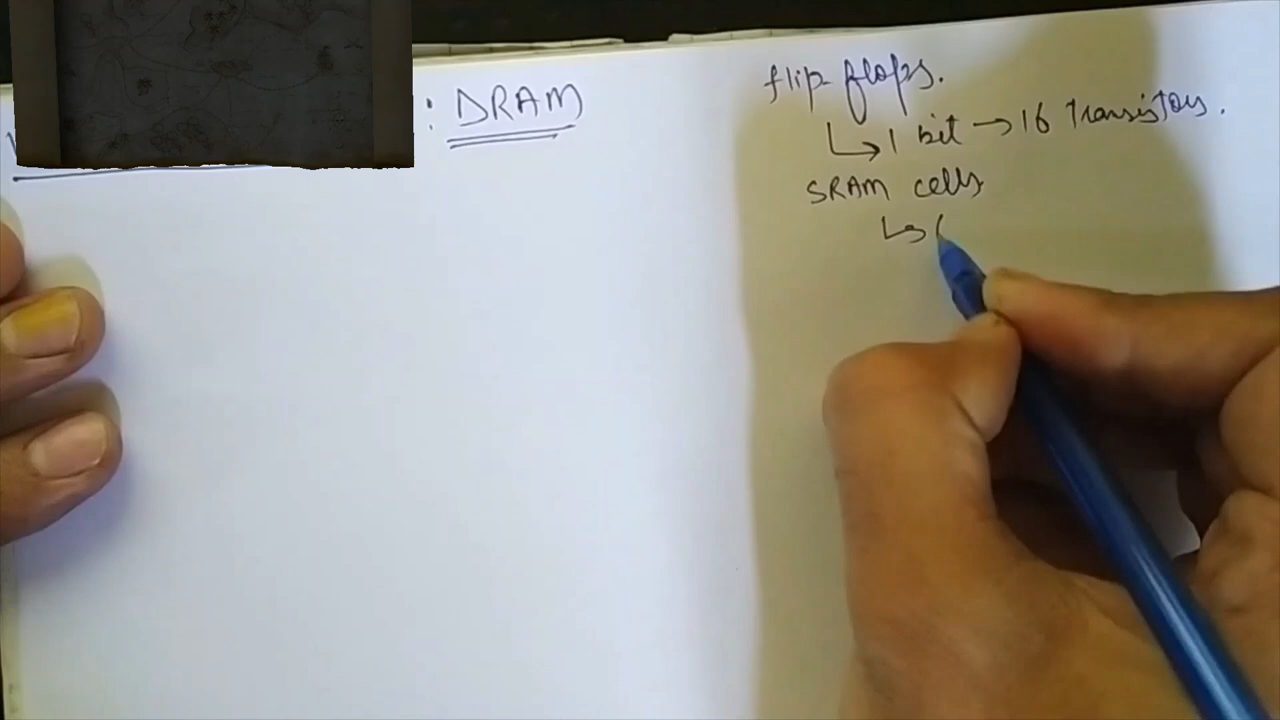 : DRAM
flip flops.
↳ 1 bit → 16 Transistors.
SRAM cells
↳